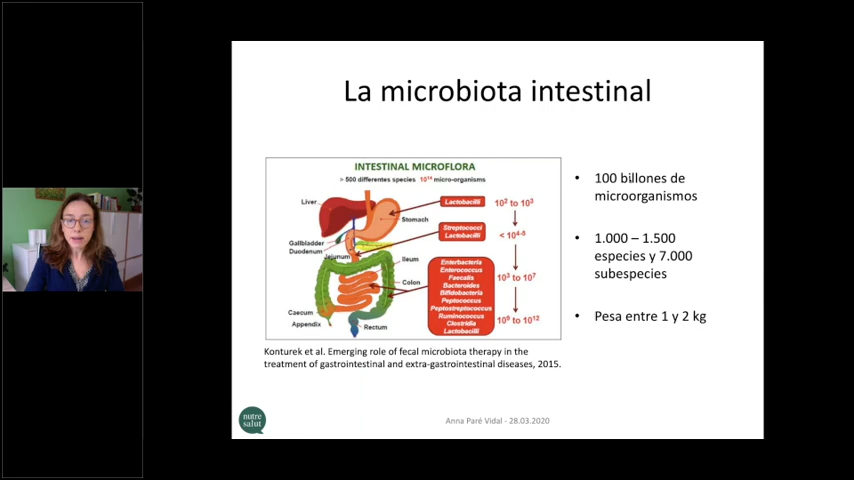 La microbiota intestinal
INTESTINAL MICROFLORA
> 500 differentes species 10¹⁴ micro-organisms
Liver
Stomach
Gallbladder
Duodenum
Jejunum
Ileum
Colon
Caecum
Appendix
Rectum
Lactobacilli
10² to 10³
Streptococci
Lactobacilli
< 10⁴⁻⁵
Enterbacteria
Enterococcus
Faecalis
Bacteroides
Bifidobacteria
Peptococcus
Peptostreptococcus
Ruminococcus
Clostridia
Lactobacilli
10³ to 10⁷
10⁹ to 10¹²
Konturek et al. Emerging role of fecal microbiota therapy in the
treatment of gastrointestinal and extra-gastrointestinal diseases, 2015.
• 100 billones de
microorganismos
• 1.000 – 1.500
especies y 7.000
subespecies
• Pesa entre 1 y 2 kg
nutre
salut
Anna Paré Vidal - 28.03.2020